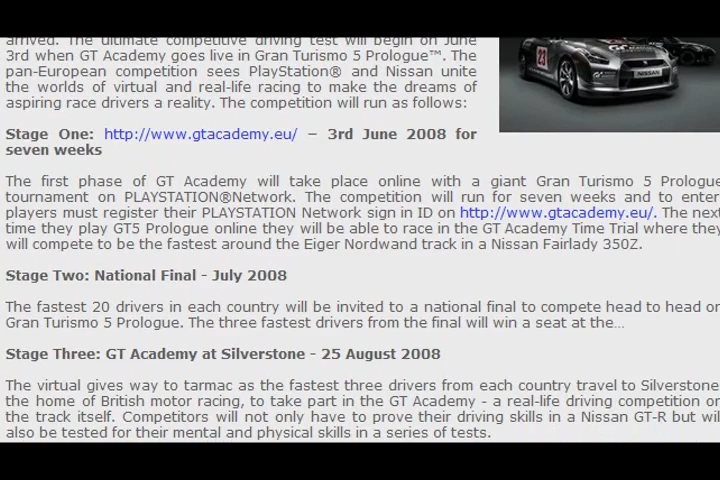 arrived. The ultimate competitive driving test will begin on June
3rd when GT Academy goes live in Gran Turismo 5 Prologue™. The
pan-European competition sees PlayStation® and Nissan unite
the worlds of virtual and real-life racing to make the dreams of
aspiring race drivers a reality. The competition will run as follows:
23
NISSAN
Stage One: http://www.gtacademy.eu/ – 3rd June 2008 for
seven weeks
The first phase of GT Academy will take place online with a giant Gran Turismo 5 Prologue
tournament on PLAYSTATION®Network. The competition will run for seven weeks and to enter
players must register their PLAYSTATION Network sign in ID on http://www.gtacademy.eu/. The next
time they play GT5 Prologue online they will be able to race in the GT Academy Time Trial where they
will compete to be the fastest around the Eiger Nordwand track in a Nissan Fairlady 350Z.
Stage Two: National Final - July 2008
The fastest 20 drivers in each country will be invited to a national final to compete head to head on
Gran Turismo 5 Prologue. The three fastest drivers from the final will win a seat at the…
Stage Three: GT Academy at Silverstone - 25 August 2008
The virtual gives way to tarmac as the fastest three drivers from each country travel to Silverstone
the home of British motor racing, to take part in the GT Academy - a real-life driving competition on
the track itself. Competitors will not only have to prove their driving skills in a Nissan GT-R but will
also be tested for their mental and physical skills in a series of tests.